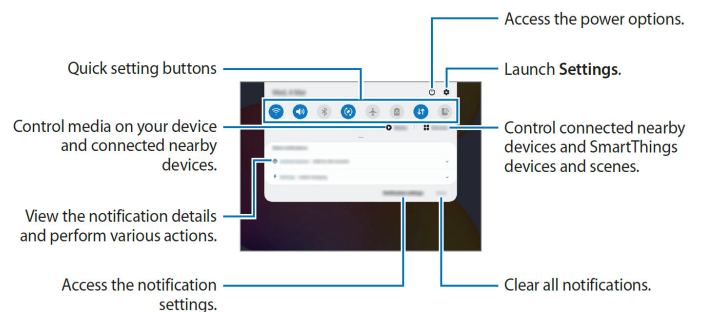 Access the power options.
Quick setting buttons
Launch Settings.
Control media on your device
and connected nearby
devices.
Control connected nearby
devices and SmartThings
devices and scenes.
View the notification details
and perform various actions.
Access the notification
settings.
Clear all notifications.